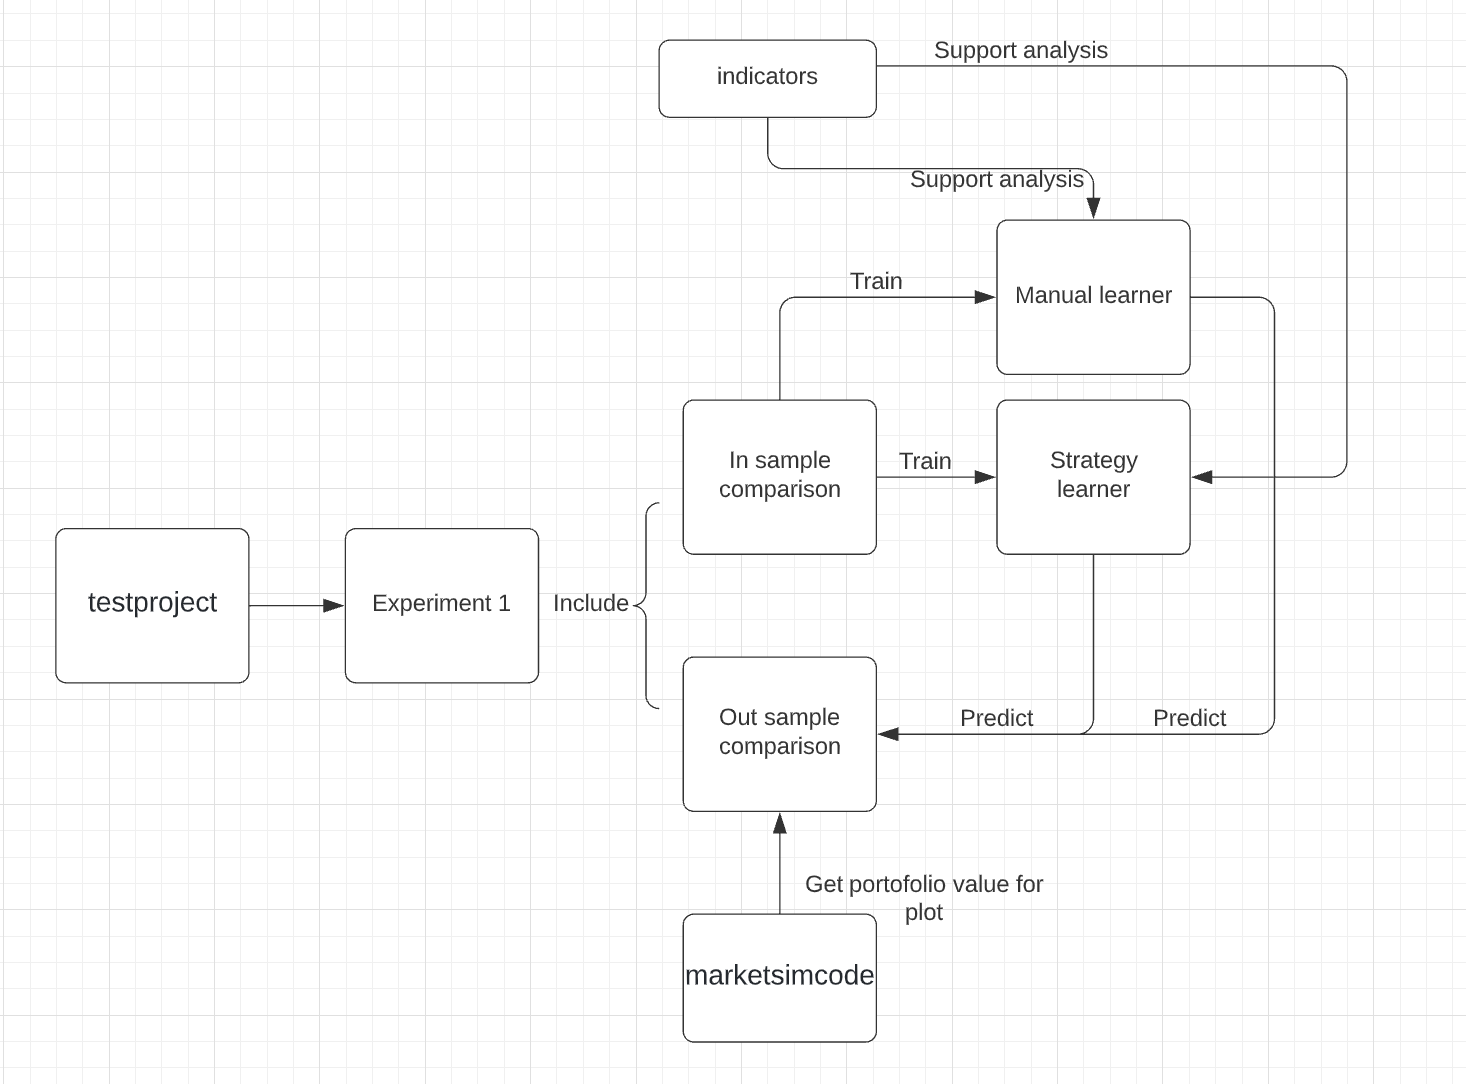 Support analysis
indicators
Support analysis
Train
Manual learner
In sample
comparison
Train
Strategy
learner
testproject
Experiment 1
Include
Out sample
comparison
Predict
Predict
Get portofolio value for
plot
marketsimcode